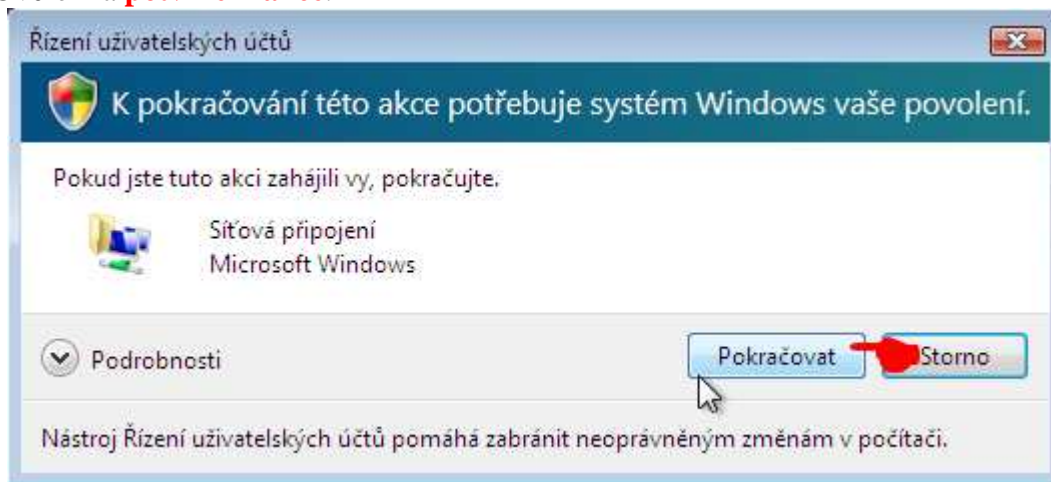 Řízení uživatelských účtů
K pokračování této akce potřebuje systém Windows vaše povolení.
Pokud jste tuto akci zahájili vy, pokračujte.
Síťová připojení
Microsoft Windows
Podrobnosti
Pokračovat
Storno
Nástroj Řízení uživatelských účtů pomáhá zabránit neoprávněným změnám v počítači.